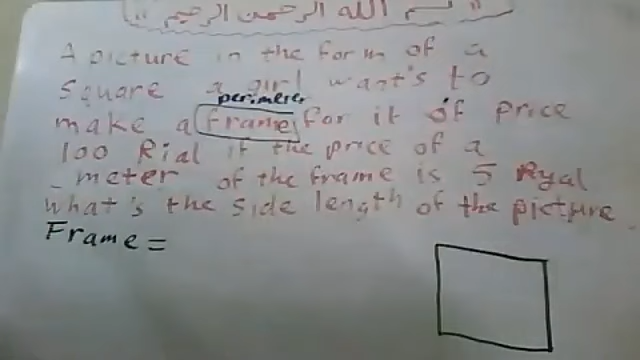 " بسم الله الرحمن الرحيم "
A picture in the form of a
square a girl want's to
perimeter
make a frame for it of price
100 Rial if the price of a
meter of the frame is 5 Ryal
what's the side length of the picture
Frame =